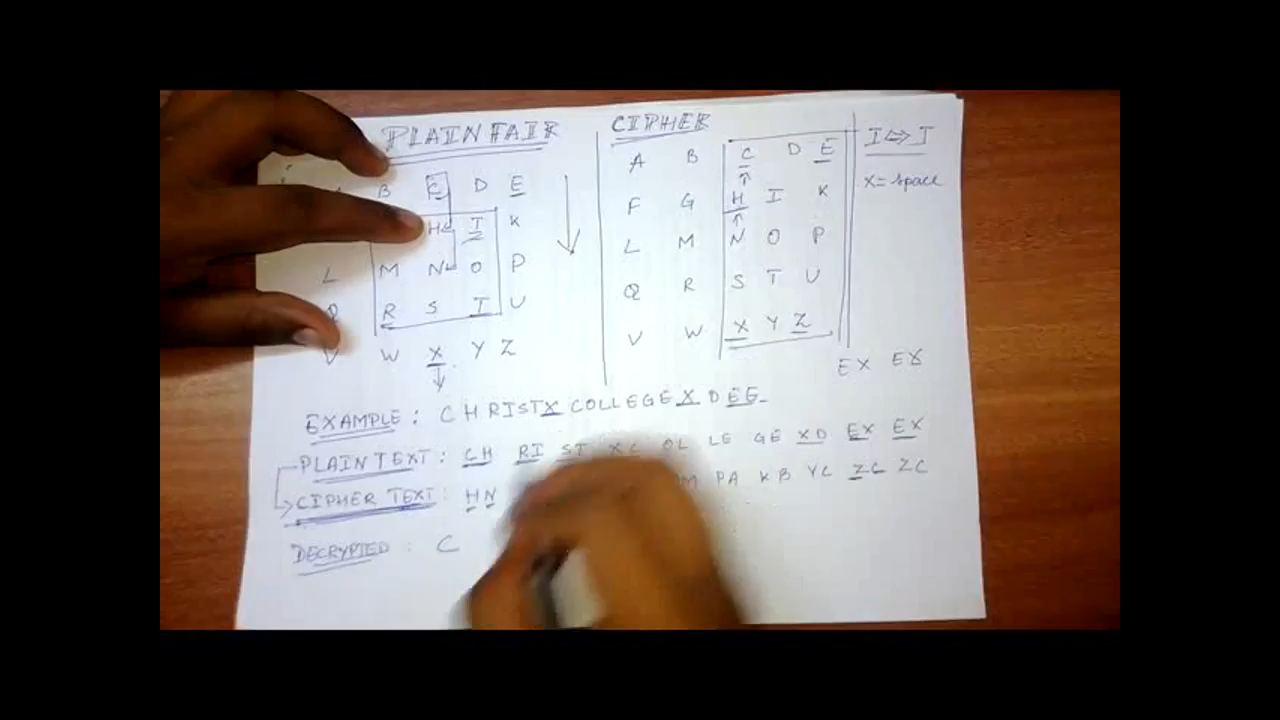 PLAIN FAIR
B C D E
H I K
L M N O P
R S T U
V W X Y Z
CIPHER
A B C D E
F G H I K
L M N O P
Q R S T U
V W X Y Z
I ⇔ J
X = Space
EX EX
EXAMPLE : CHRISTX COLLEGEX DEE
PLAIN TEXT : CH RI ST XC OL LE GE XD EX EX
CIPHER TEXT : HN PA KB YC ZC ZC
DECRYPTED : C